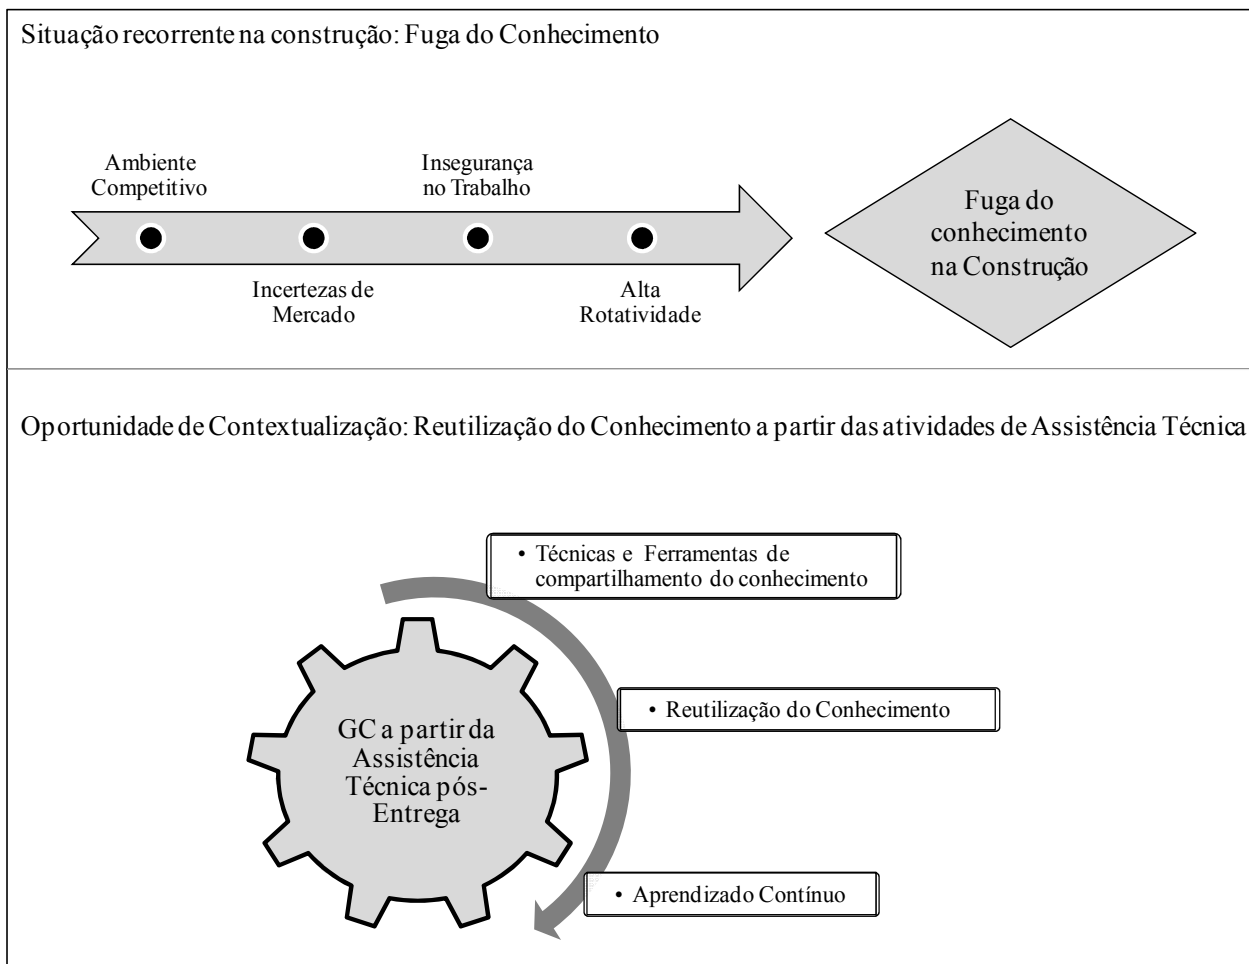 Situação recorrente na construção: Fuga do Conhecimento
Ambiente
Competitivo
Insegurança
no Trabalho
Incertezas de
Mercado
Alta
Rotatividade
Fuga do
conhecimento
na Construção
Oportunidade de Contextualização: Reutilização do Conhecimento a partir das atividades de Assistência Técnica
• Técnicas e Ferramentas de
compartilhamento do conhecimento
• Reutilização do Conhecimento
• Aprendizado Contínuo
GC a partir da
Assistência
Técnica pós-
Entrega